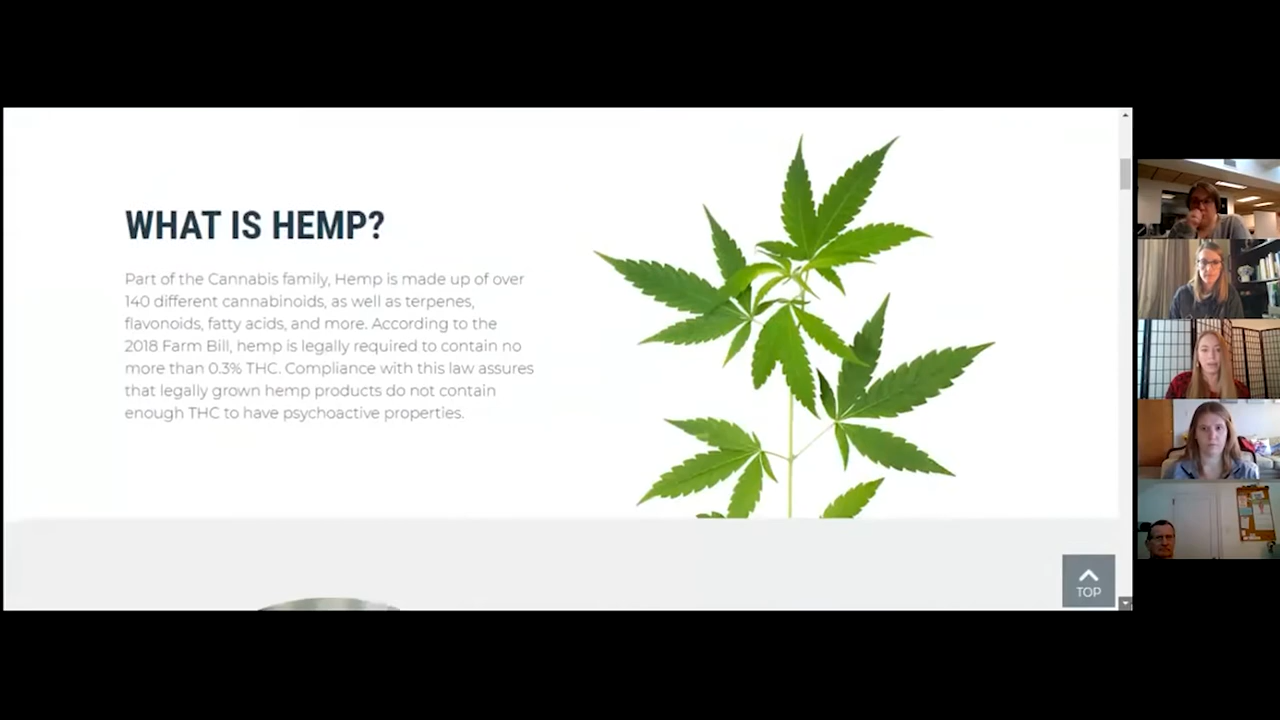 WHAT IS HEMP?
Part of the Cannabis family, Hemp is made up of over
140 different cannabinoids, as well as terpenes,
flavonoids, fatty acids, and more. According to the
2018 Farm Bill, hemp is legally required to contain no
more than 0.3% THC. Compliance with this law assures
that legally grown hemp products do not contain
enough THC to have psychoactive properties.
TOP